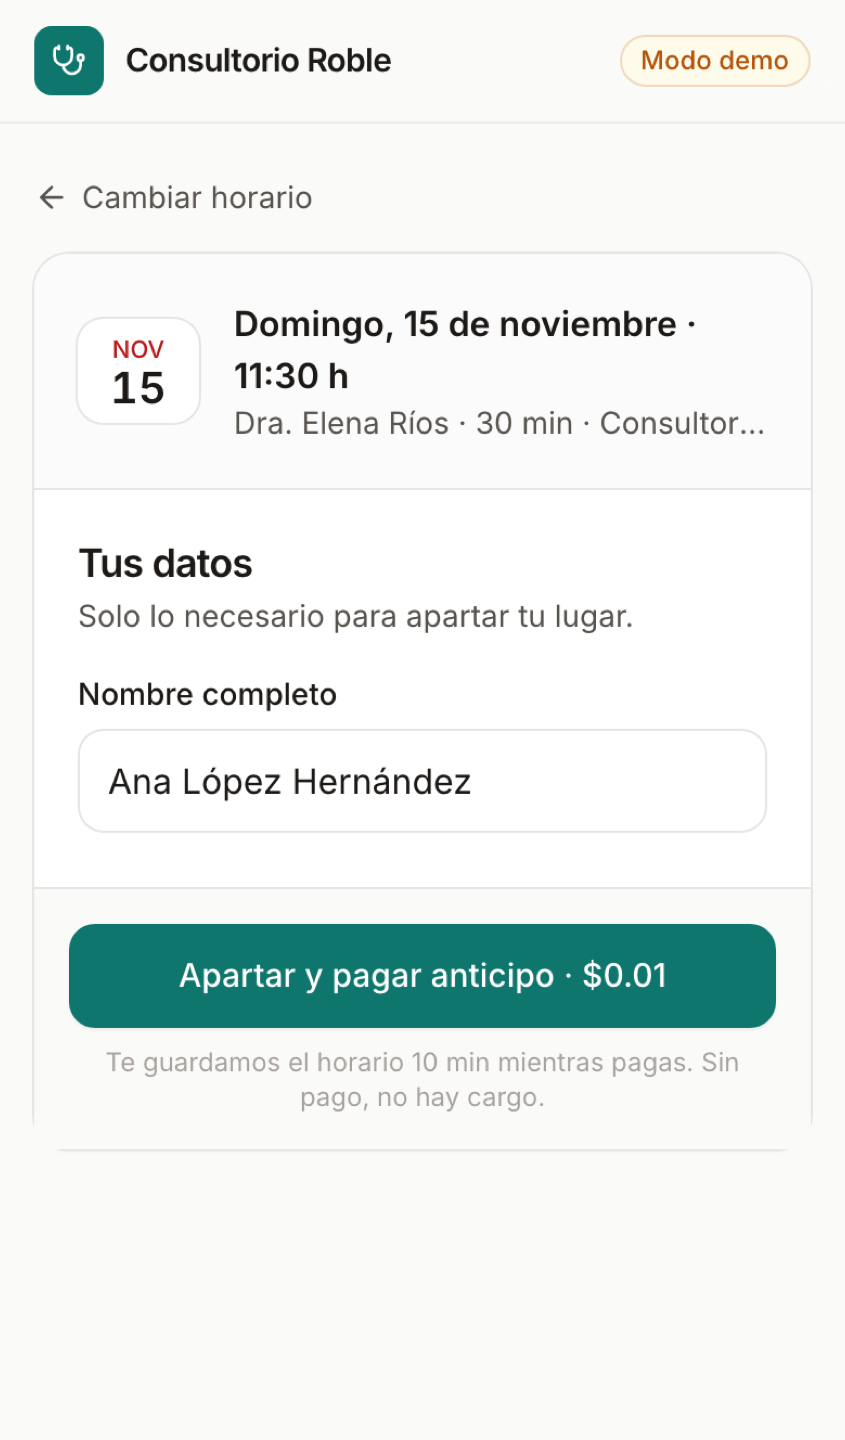 Consultorio Roble
Modo demo
← Cambiar horario
NOV
15
Domingo, 15 de noviembre ·
11:30 h
Dra. Elena Ríos · 30 min · Consultor...
Tus datos
Solo lo necesario para apartar tu lugar.
Nombre completo
Ana López Hernández
Apartar y pagar anticipo · $0.01
Te guardamos el horario 10 min mientras pagas. Sin
pago, no hay cargo.